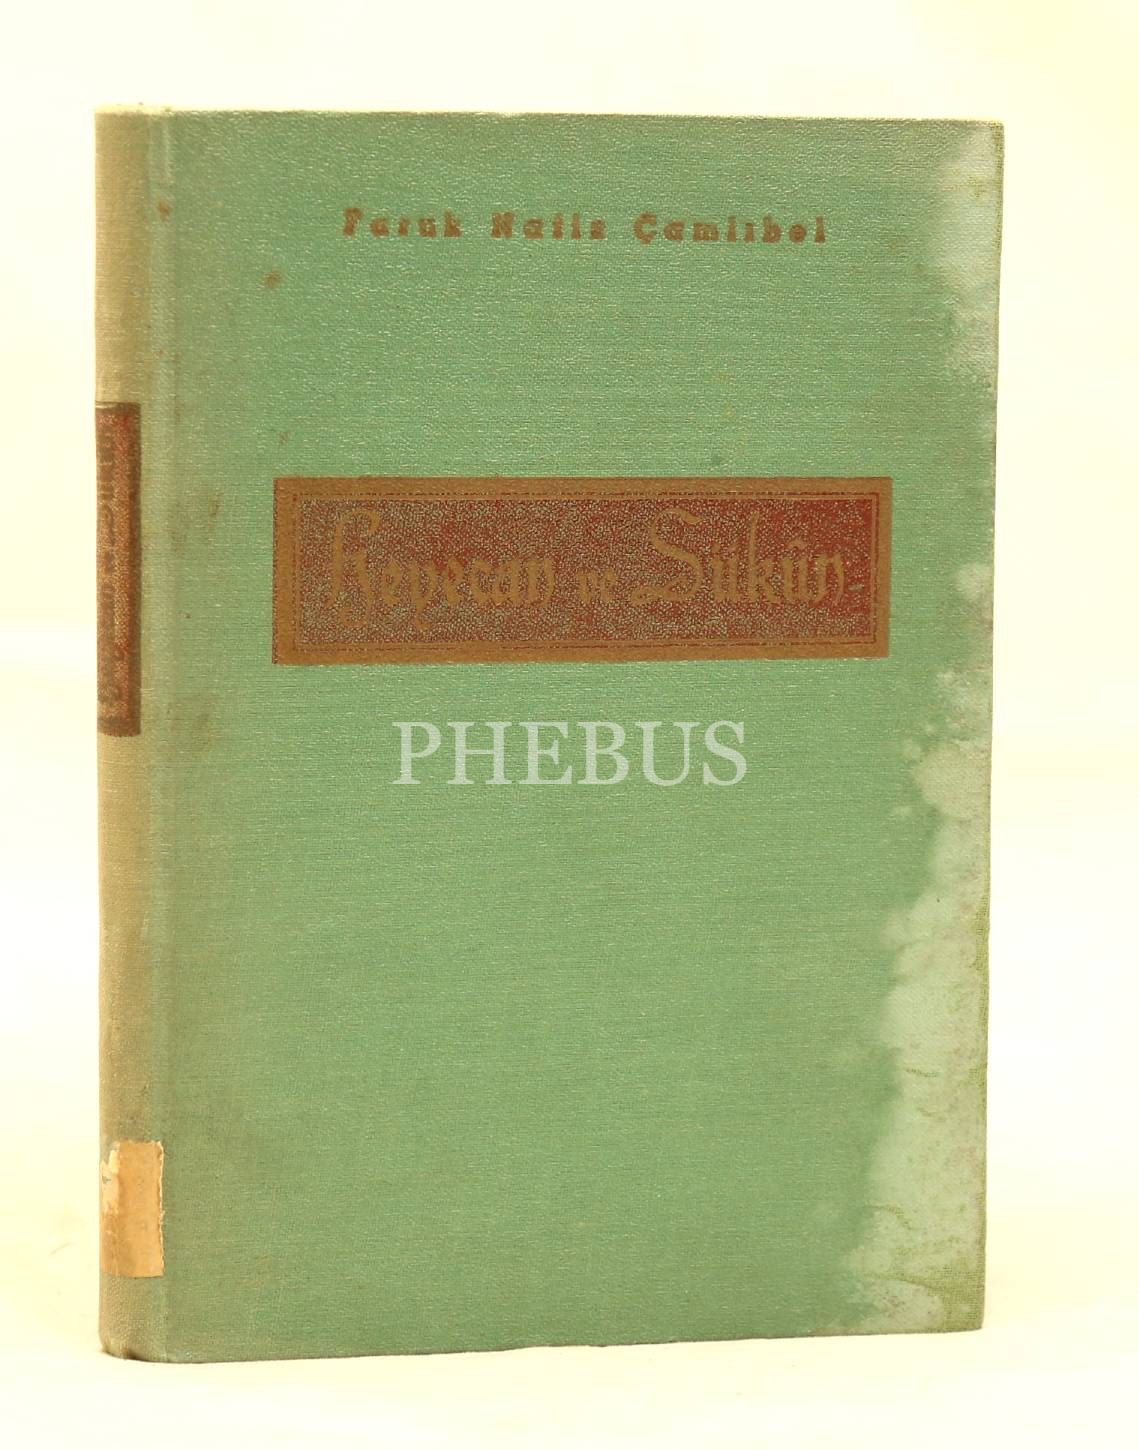 Faruk Nafiz Çamlıbel
Heyecan ve Sükûn
PHEBUS